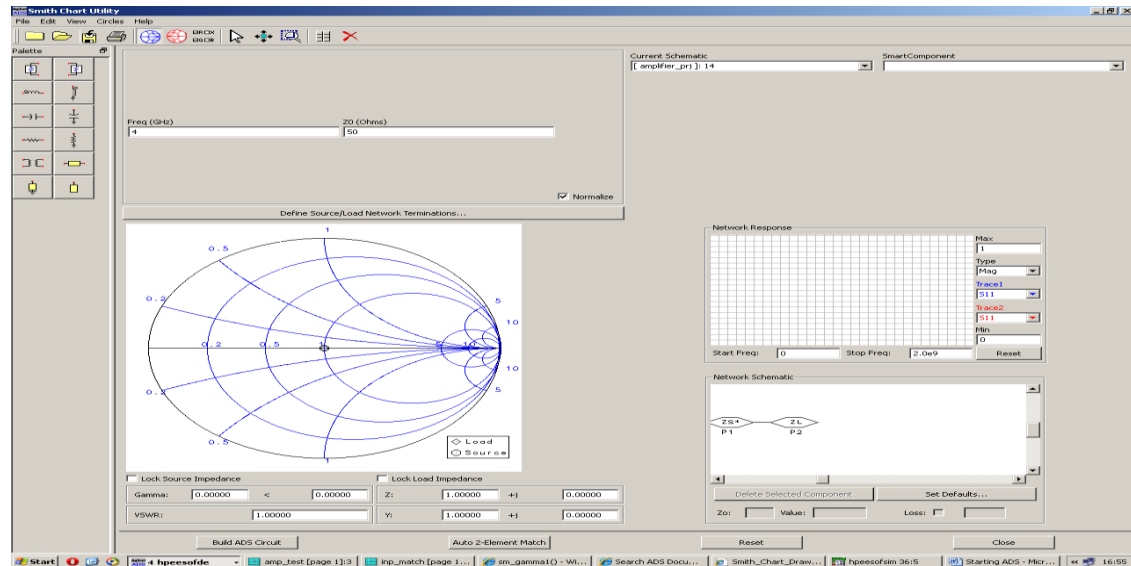 Smith Chart Utility
File Edit View Circles Help
Palette
Current Schematic
SmartComponent
[ amplifier_prj ]: 14
Freq (GHz)
Z0 (Ohms)
4
50
Normalize
Define Source/Load Network Terminations...
1
0.5
0.2
5
10
0.2
0.5
1
5
10
10
5
0.2
0.5
1
Load
Source
Network Response
Max
1
Type
Mag
Trace1
S11
Trace2
S11
Min
0
Start Freq:
0
Stop Freq:
2.0e9
Reset
Network Schematic
ZS*
ZL
P1
P2
Delete Selected Component
Set Defaults...
Zo:
Value:
Loss:
Lock Source Impedance
Lock Load Impedance
Gamma:
0.00000
<
0.00000
Z:
1.00000
+j
0.00000
VSWR:
1.00000
Y:
1.00000
+j
0.00000
Build ADS Circuit
Auto 2-Element Match
Reset
Close
Start
4 hpeesofde
amp_test [page 1]:3
inp_match [page 1...
sm_gamma1() - Wi...
Search ADS Docu...
Smith_Chart_Draw...
hpeesofsim 36:5
Starting ADS - Micr...
16:55